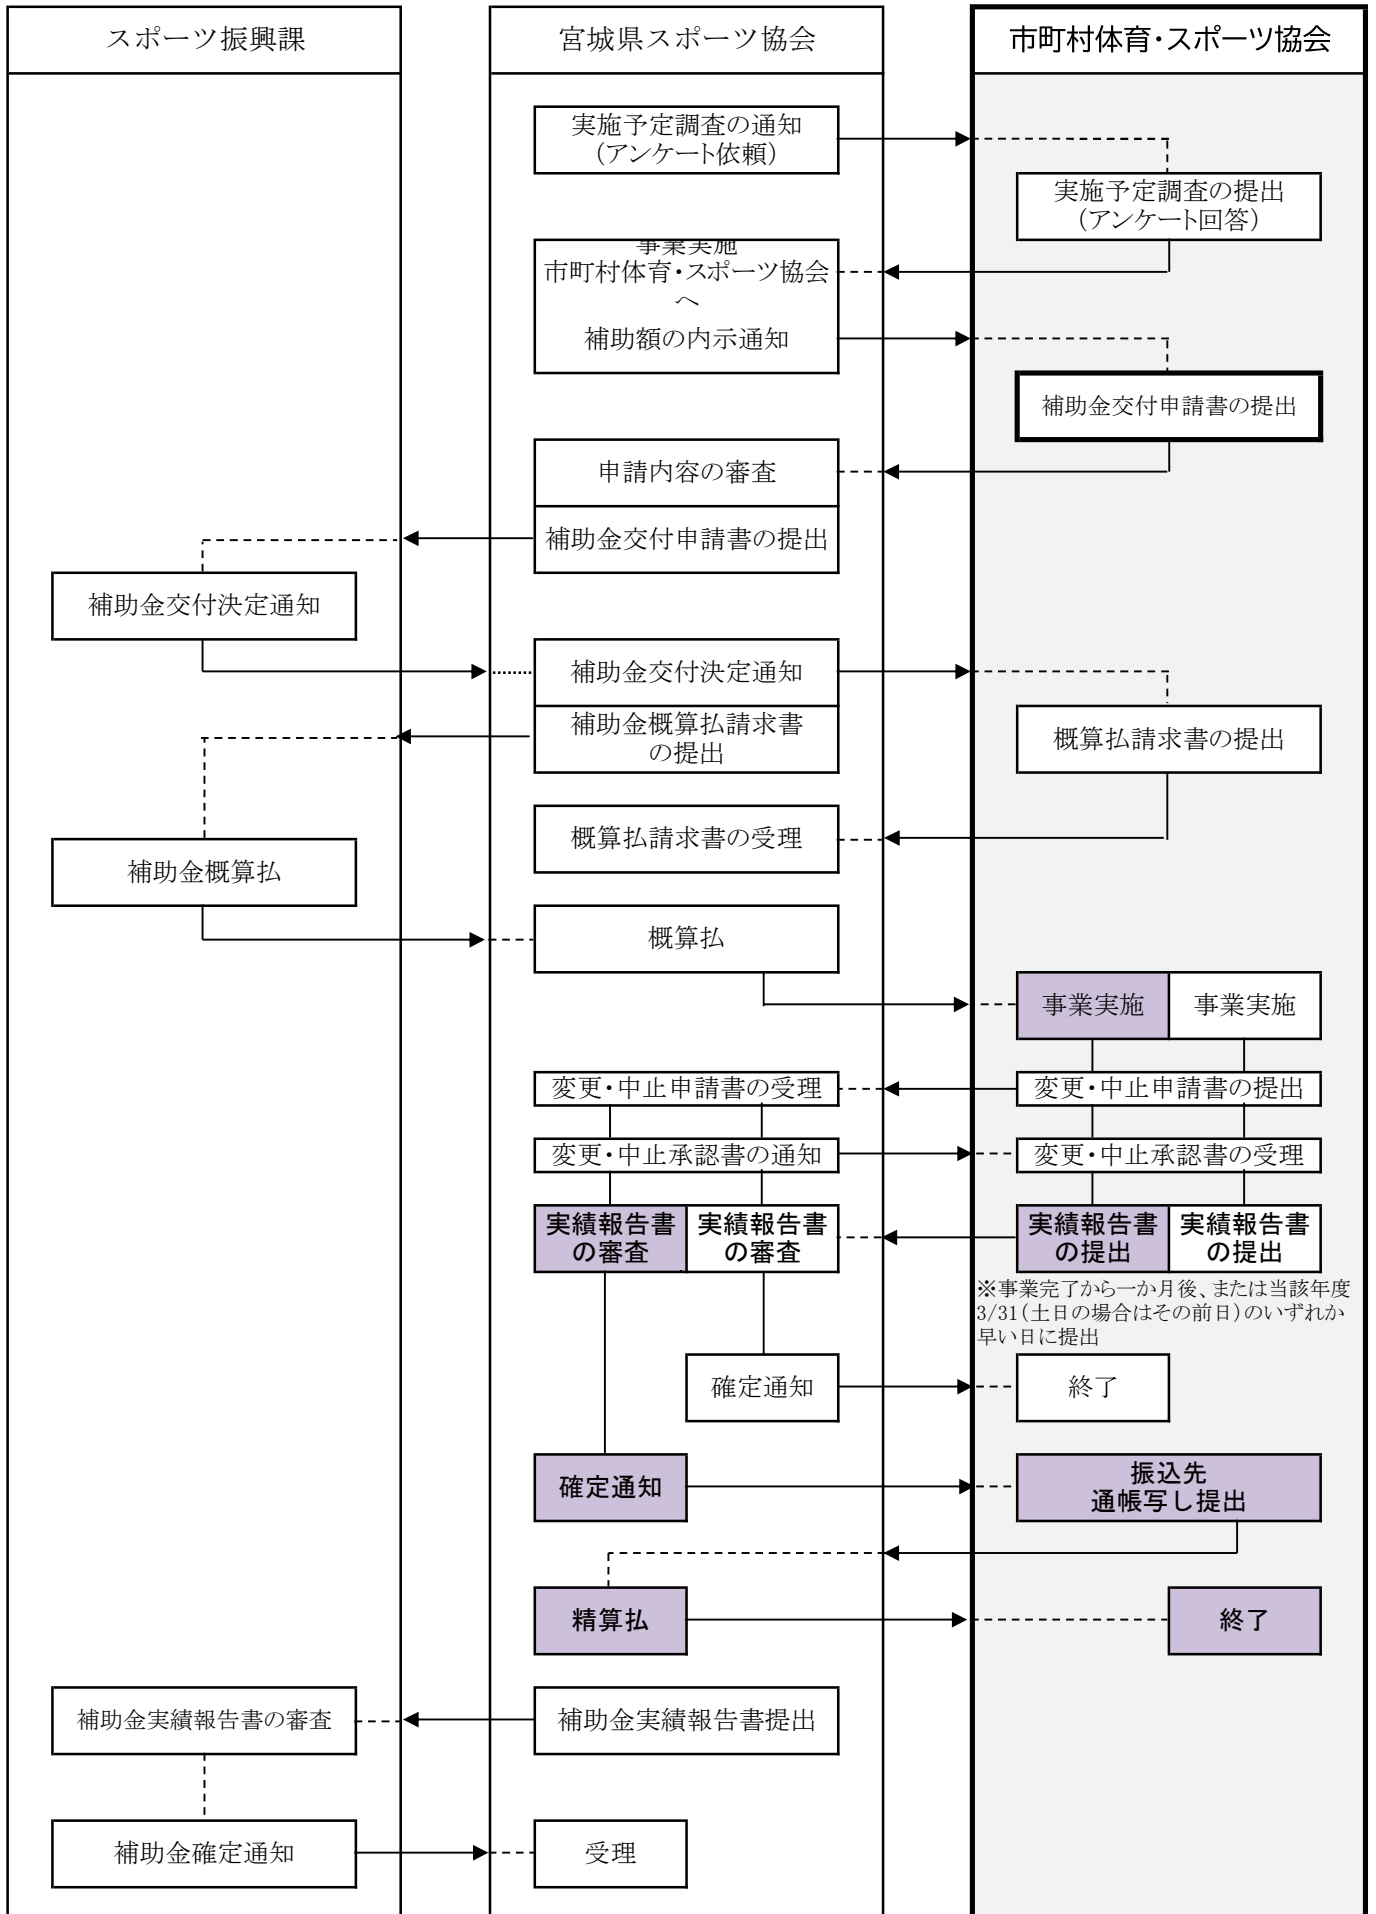 スポーツ振興課
宮城県スポーツ協会
市町村体育・スポーツ協会
実施予定調査の通知
（アンケート依頼）
実施予定調査の提出
（アンケート回答）
事業実施
市町村体育・スポーツ協会
へ
補助額の内示通知
補助金交付申請書の提出
申請内容の審査
補助金交付申請書の提出
補助金交付決定通知
補助金交付決定通知
補助金概算払請求書
の提出
概算払請求書の提出
概算払請求書の受理
補助金概算払
概算払
事業実施
事業実施
変更・中止申請書の受理
変更・中止申請書の提出
変更・中止承認書の通知
変更・中止承認書の受理
実績報告書
の審査
実績報告書
の審査
実績報告書
の提出
実績報告書
の提出
※事業完了から一か月後、または当該年度
3/31（土日の場合はその前日）のいずれか
早い日に提出
確定通知
終了
確定通知
振込先
通帳写し提出
精算払
終了
補助金実績報告書の審査
補助金実績報告書提出
補助金確定通知
受理